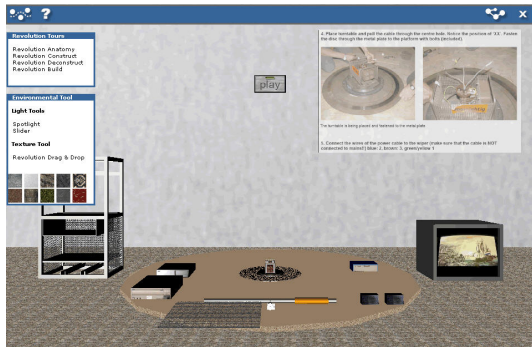 ?
x
Revolution Tours
Revolution Anatomy
Revolution Construct
Revolution Deconstruct
Revolution Build
Environmental Tool
Light Tools
Spotlight
Slider
Texture Tool
Revolution Drag & Drop
play
4. Place turntable and pull the cable through the centre hole. Notice the position of 'XX'. Fasten
the disc through the metal plate to the platform with bolts (included).
The turntable is being placed and fastened to the metal plate
5. Connect the wires of the power cable to the wiper (make sure that the cable is NOT
connected to mains!!) blue: 2, brown: 3, green/yellow: